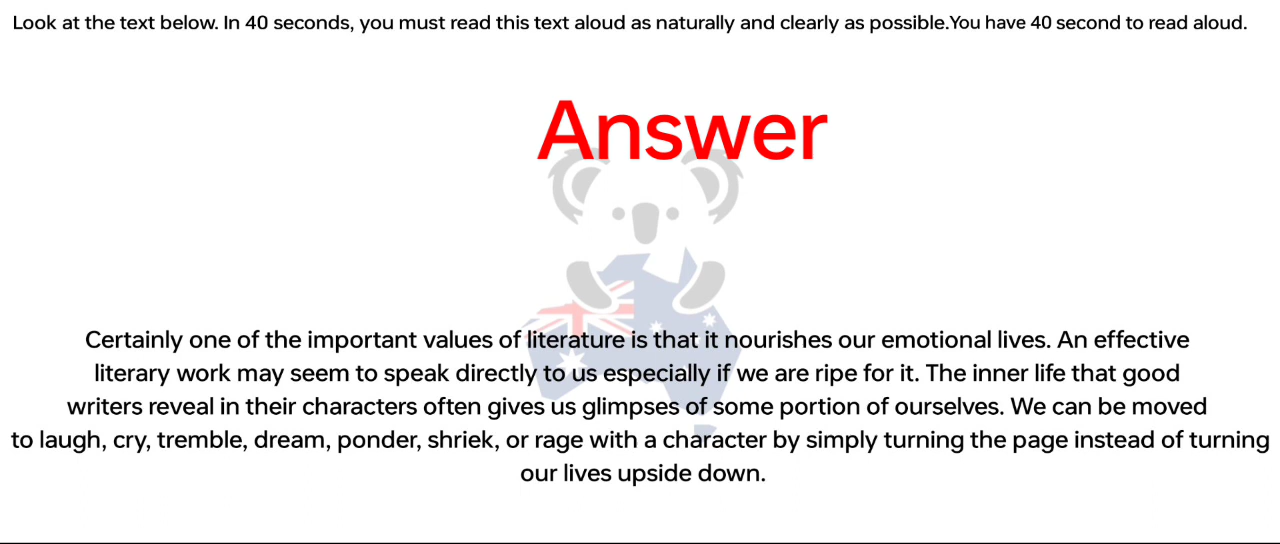 Look at the text below. In 40 seconds, you must read this text aloud as naturally and clearly as possible.You have 40 second to read aloud.
Answer
Certainly one of the important values of literature is that it nourishes our emotional lives. An effective
literary work may seem to speak directly to us especially if we are ripe for it. The inner life that good
writers reveal in their characters often gives us glimpses of some portion of ourselves. We can be moved
to laugh, cry, tremble, dream, ponder, shriek, or rage with a character by simply turning the page instead of turning
our lives upside down.